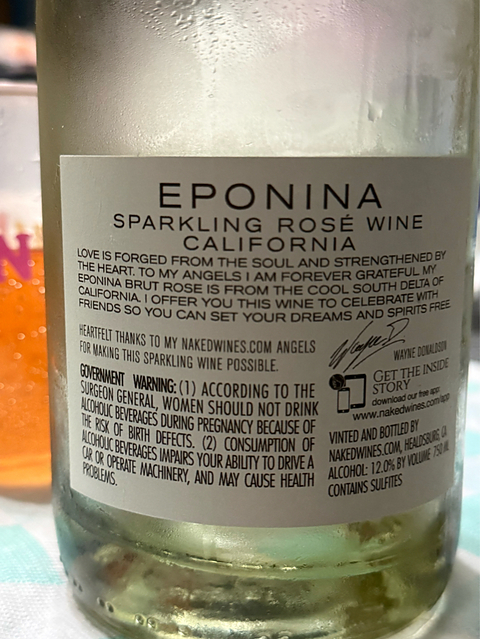 EPONINA
SPARKLING ROSÉ WINE
CALIFORNIA
LOVE IS FORGED FROM THE SOUL AND STRENGTHENED BY
THE HEART. TO MY ANGELS I AM FOREVER GRATEFUL. MY
EPONINA BRUT ROSE IS FROM THE COOL SOUTH DELTA OF
CALIFORNIA. I OFFER YOU THIS WINE TO CELEBRATE WITH
FRIENDS SO YOU CAN SET YOUR DREAMS AND SPIRITS FREE.
HEARTFELT THANKS TO MY NAKEDWINES.COM ANGELS
FOR MAKING THIS SPARKLING WINE POSSIBLE.
Wayne D
WAYNE DONALDSON
GOVERNMENT WARNING: (1) ACCORDING TO THE
SURGEON GENERAL, WOMEN SHOULD NOT DRINK
ALCOHOLIC BEVERAGES DURING PREGNANCY BECAUSE OF
THE RISK OF BIRTH DEFECTS. (2) CONSUMPTION OF
ALCOHOLIC BEVERAGES IMPAIRS YOUR ABILITY TO DRIVE A
CAR OR OPERATE MACHINERY, AND MAY CAUSE HEALTH
PROBLEMS.
GET THE INSIDE
STORY
download our free app
www.nakedwines.com/app
VINTED AND BOTTLED BY
NAKEDWINES.COM, HEALDSBURG, CA
ALCOHOL: 12.0% BY VOLUME 750 ML
CONTAINS SULFITES
N